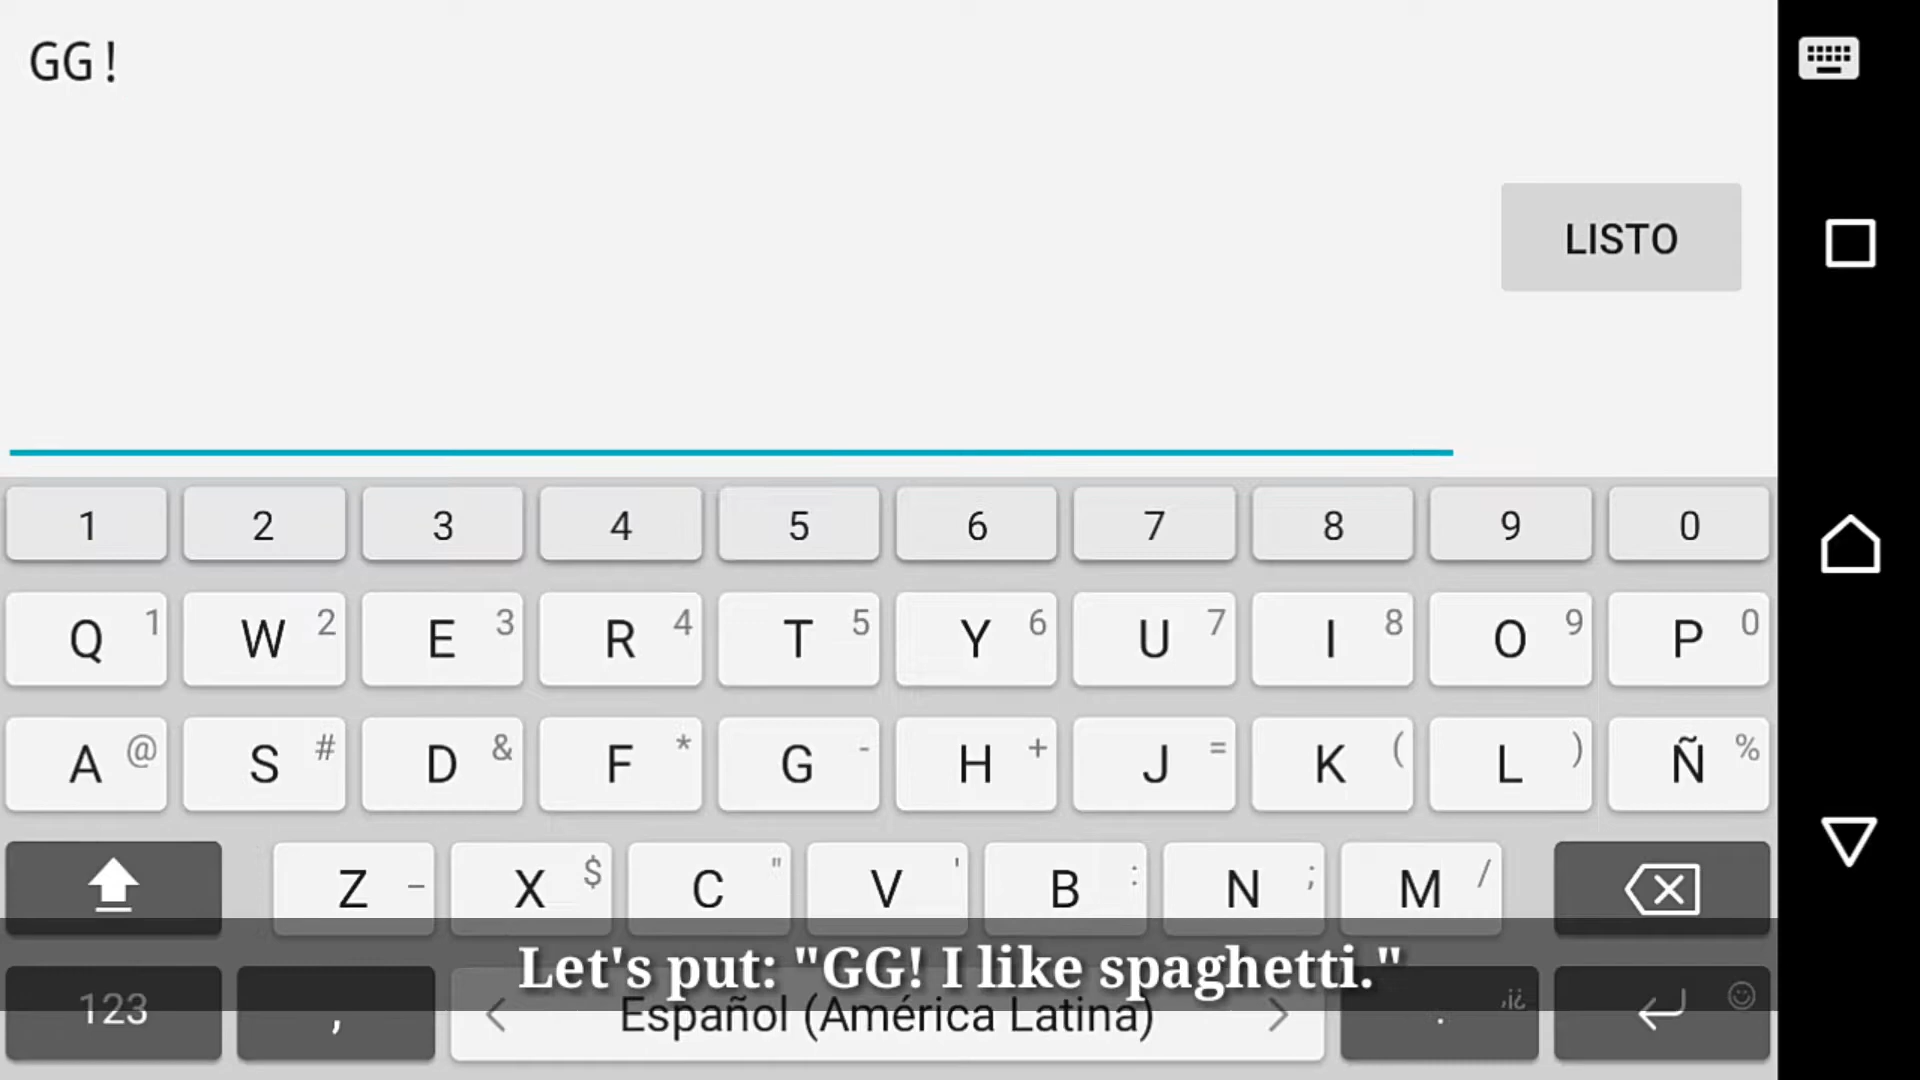 GG!
LISTO
1 2 3 4 5 6 7 8 9 0
Q 1 W 2 E 3 R 4 T 5 Y 6 U 7 I 8 O 9 P 0
A @ S # D & F * G - H + J = K ( L ) Ñ %
Z _ X $ C " V ' B : N ; M /
Let's put: "GG! I like spaghetti."
123 , < Español (América Latina) > . ,¡¿